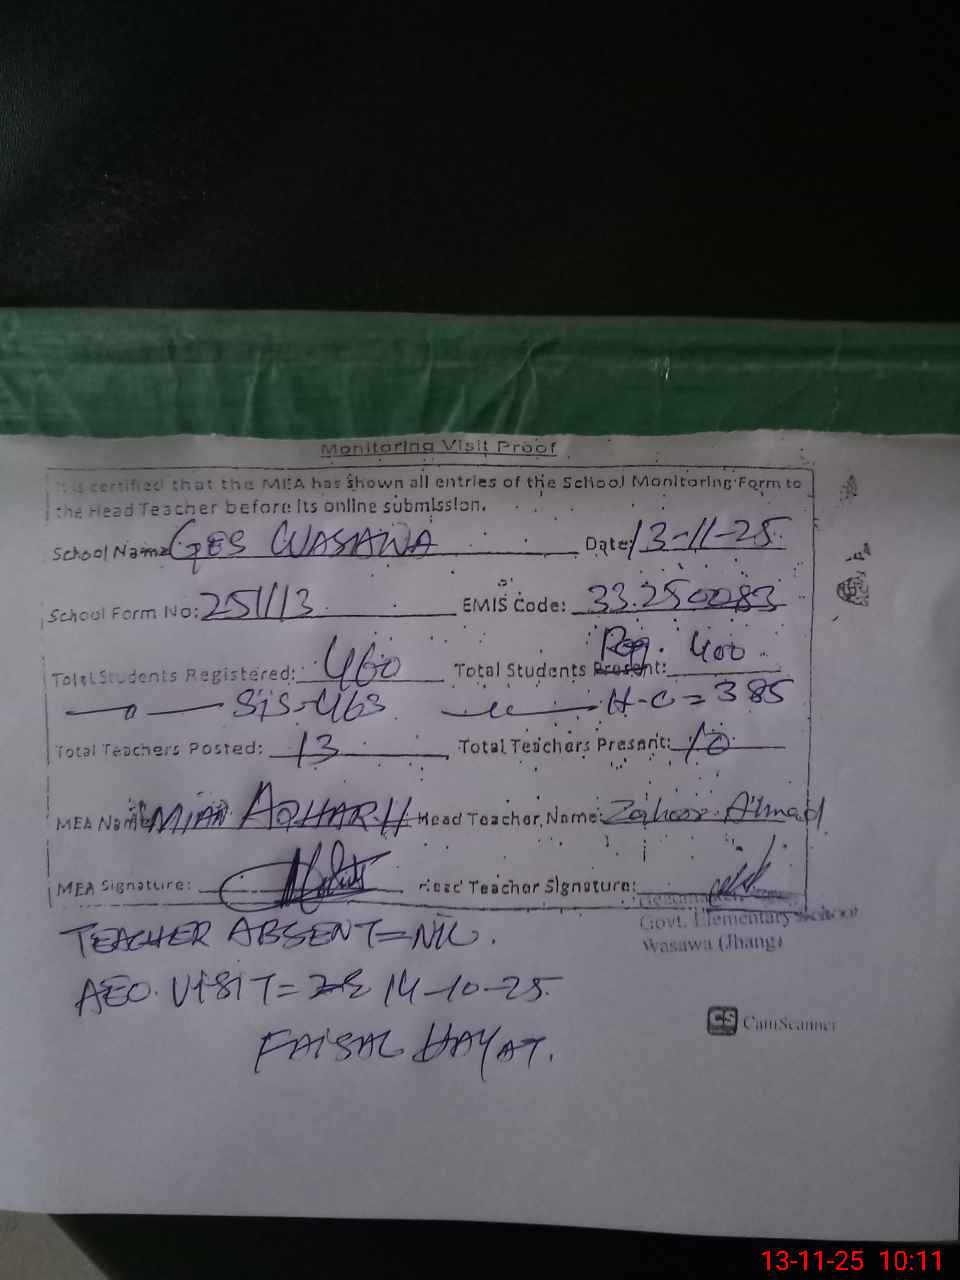 Monitoring Visit Proof
It is certified that the MEA has shown all entries of the School Monitoring Form to
the Head Teacher before its online submission.
School Name: GES WASAWA Date: 13-11-25
School Form No: 251113 EMIS Code: 33250083
Total Students Registered: 460 Total Students Present: Reg. 400
SIS-463 H-C = 385
Total Teachers Posted: 13 Total Teachers Present: 10
MEA Name: MIAN Head Teacher Name: Zaheer Ahmad
MEA Signature: Head Teacher Signature:
Govt. Elementary School
Wasawa (Jhang)
TEACHER ABSENT = NIL.
AEO. VISIT = 14-10-25.
FAISAL HAYAT.
CS CamScanner
13-11-25 10:11